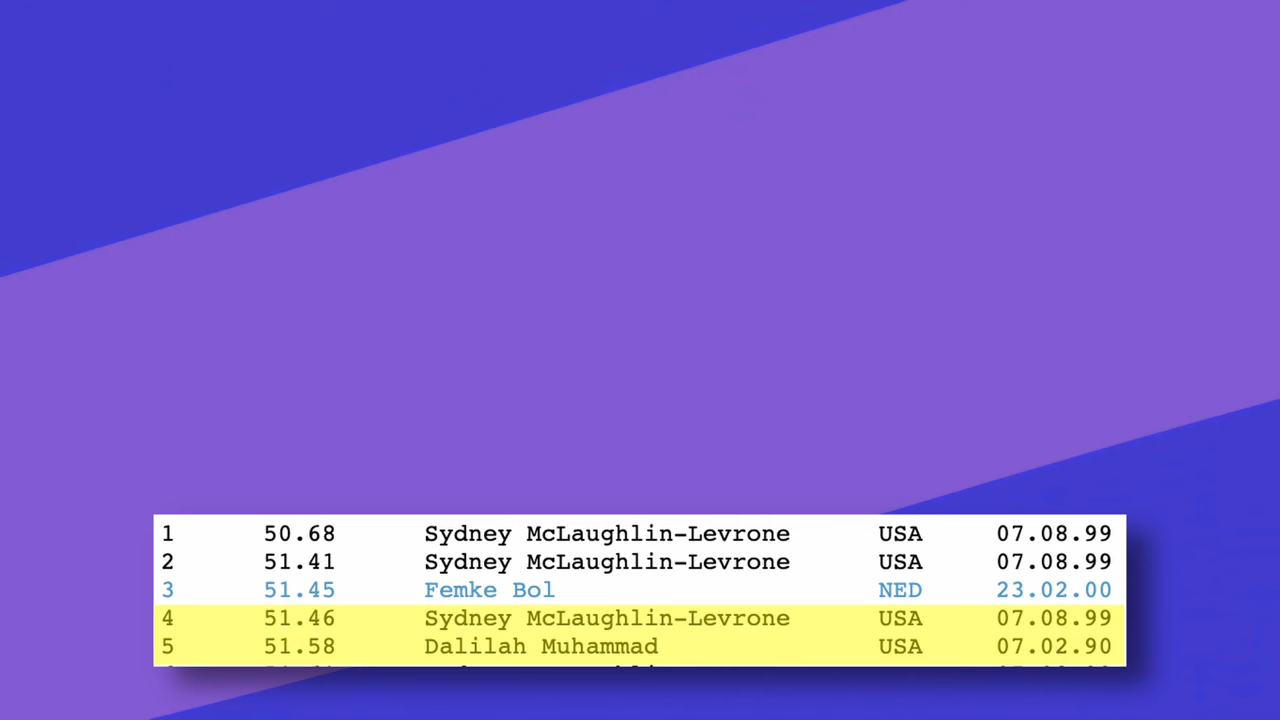 1 50.68 Sydney McLaughlin-Levrone USA 07.08.99
2 51.41 Sydney McLaughlin-Levrone USA 07.08.99
3 51.45 Femke Bol NED 23.02.00
4 51.46 Sydney McLaughlin-Levrone USA 07.08.99
5 51.58 Dalilah Muhammad USA 07.02.90